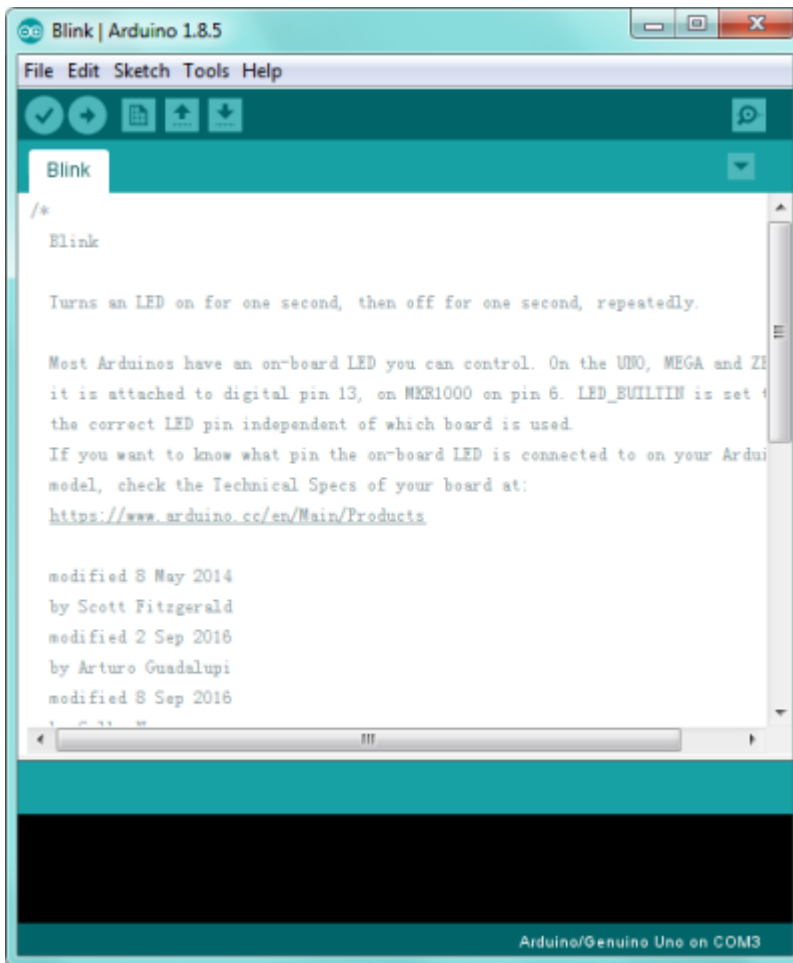 Blink | Arduino 1.8.5
File Edit Sketch Tools Help
Blink
/*
Blink
Turns an LED on for one second, then off for one second, repeatedly.
Most Arduinos have an on-board LED you can control. On the UNO, MEGA and ZE
it is attached to digital pin 13, on MKR1000 on pin 6. LED_BUILTIN is set t
the correct LED pin independent of which board is used.
If you want to know what pin the on-board LED is connected to on your Ardui
model, check the Technical Specs of your board at:
https://www.arduino.cc/en/Main/Products
modified 8 May 2014
by Scott Fitzgerald
modified 2 Sep 2016
by Arturo Guadalupi
modified 8 Sep 2016
Arduino/Genuino Uno on COM3